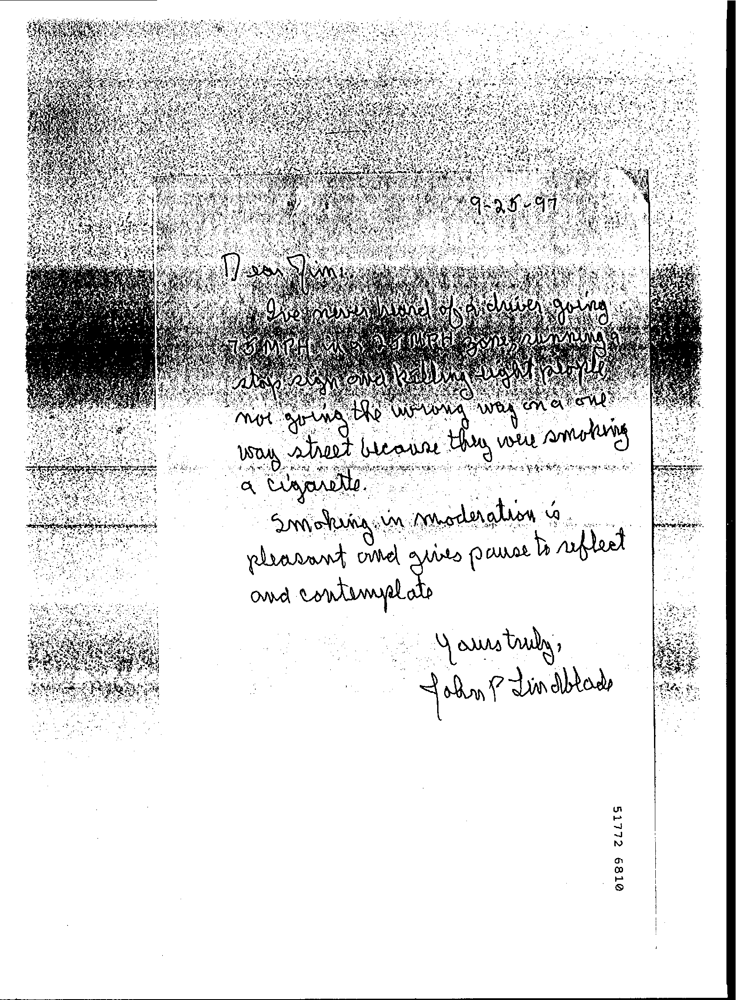 9-25-97
Dear Jim:
I've never heard of a driver going
75 MPH in a 25 MPH zone, running a
stop sign and killing eight people
nor going the wrong way on a one
way street because they were smoking
a cigarette.
Smoking in moderation is
pleasant and gives pause to reflect
and contemplate
Yours truly,
John P Lindblade
51772 6810